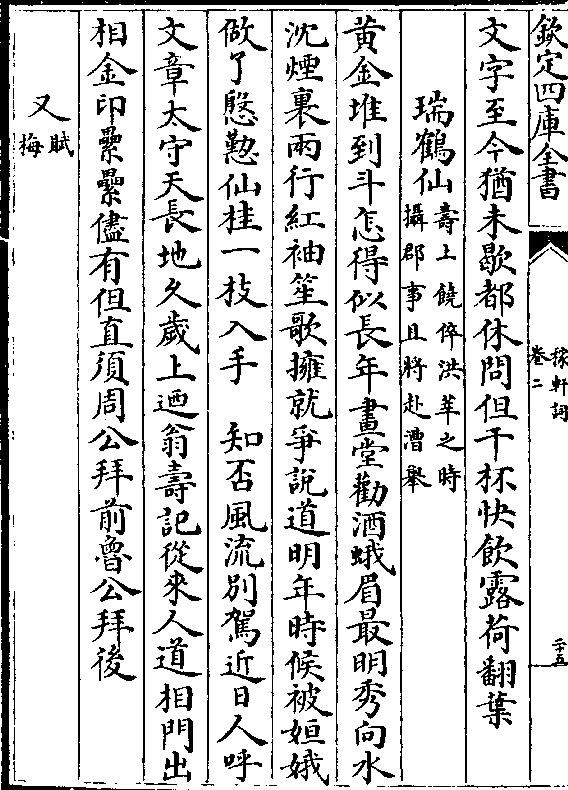 欽定四庫全書
稼軒詞
卷二
二十五
文字至今猶未歇都休問但千杯快飲露荷翻葉
瑞鶴仙
壽上饒倅洪莘之時
攝郡事且將赴漕舉
黃金堆到斗怎得似長年畫堂勸酒蛾眉最明秀向水
沈煙裏兩行紅袖笙歌擁就爭說道明年時候被姮娥
做了慇懃仙桂一枝入手　知否風流別駕近日人呼
文章太守天長地久歲上迺翁壽記從來人道相門出
相金印纍纍儘有但直須周公拜前魯公拜後
又
賦
梅